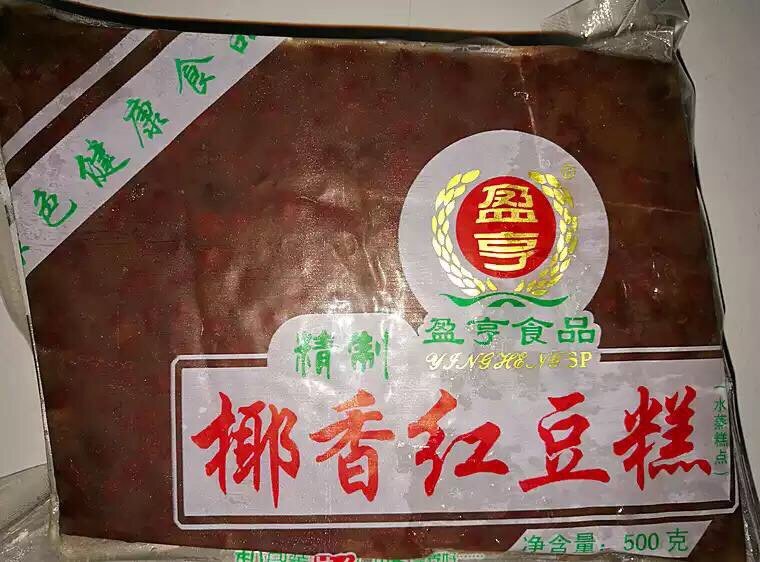 色健康食品
盈亨
盈亨食品
YINGHENGSP
精制
椰香红豆糕
(水蒸糕点)
净含量：500克